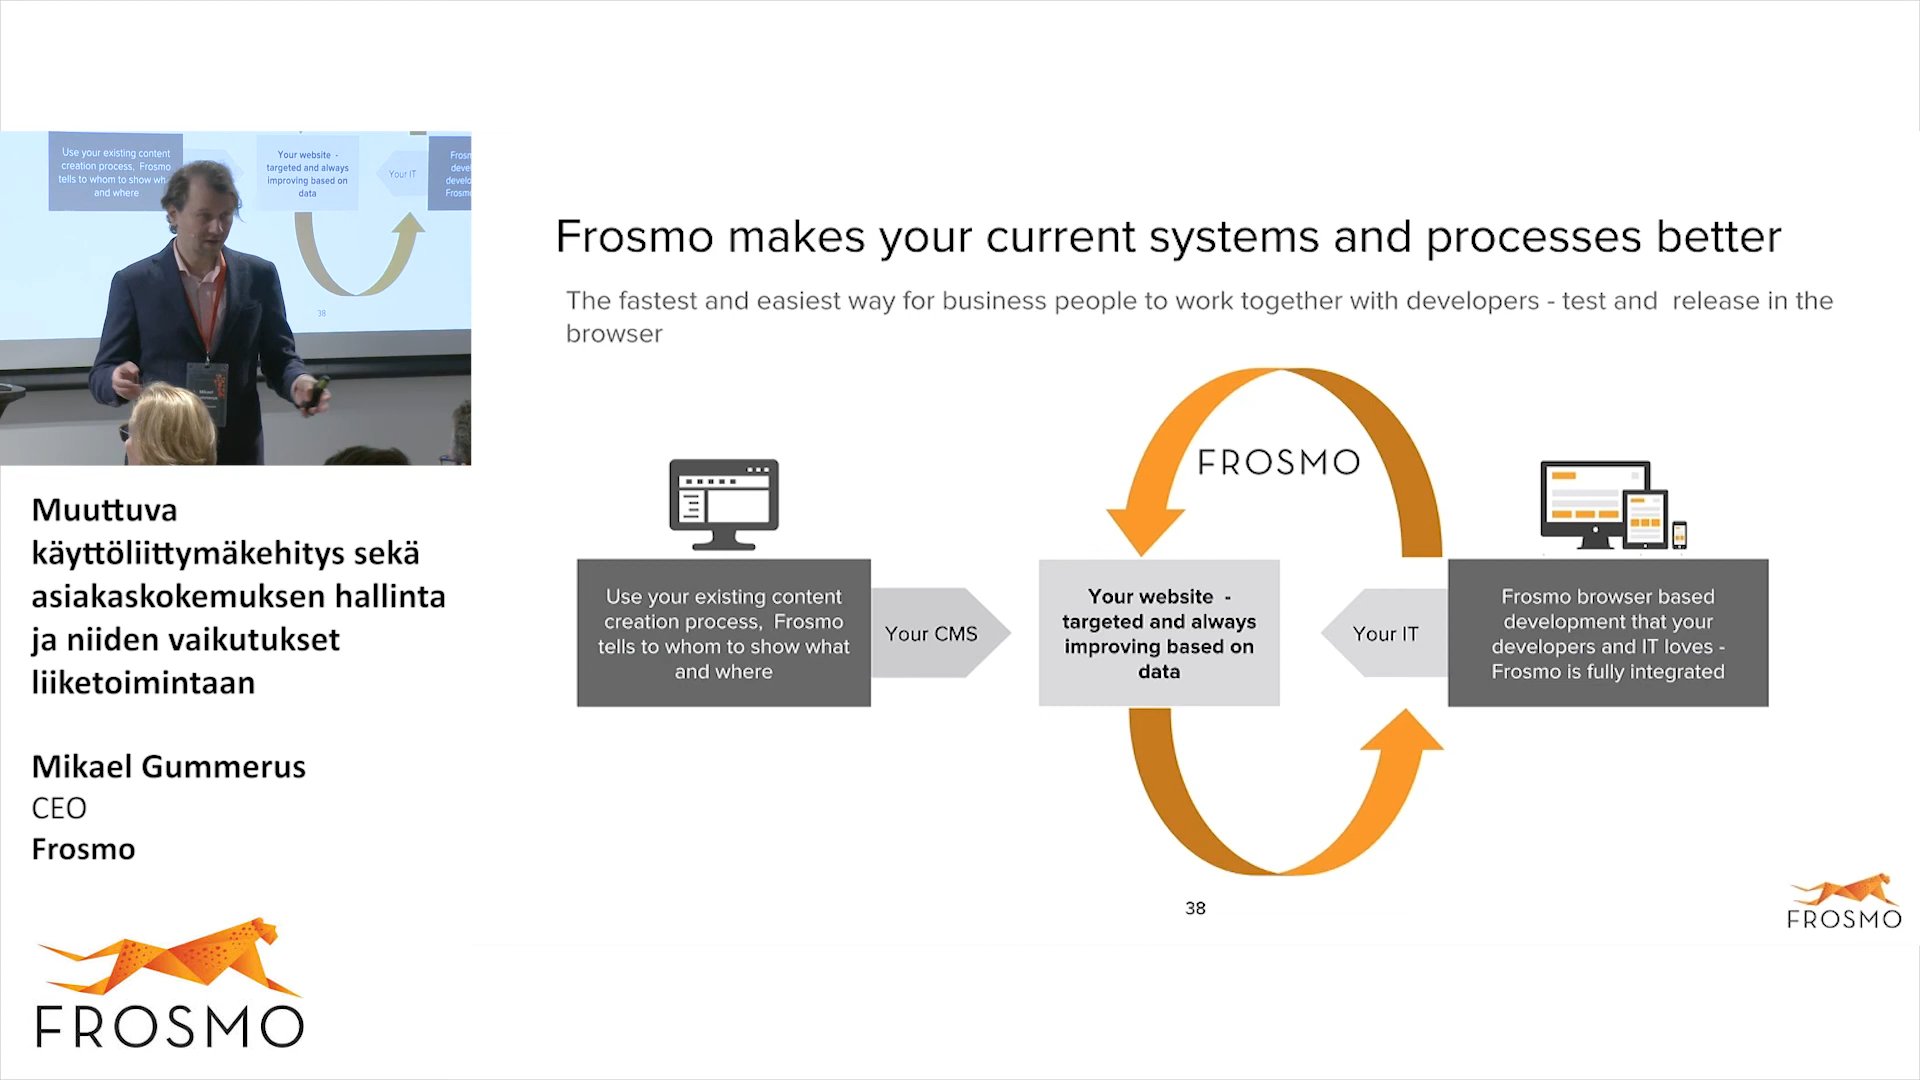 Use your existing content
creation process, Frosmo
tells to whom to show wh
and where
Your website -
targeted and always
improving based on
data
Your IT
Frosm
deve
develo
Frosm
38
Mikael
Muuttuva
käyttöliittymäkehitys sekä
asiakaskokemuksen hallinta
ja niiden vaikutukset
liiketoimintaan
Mikael Gummerus
CEO
Frosmo
FROSMO
Frosmo makes your current systems and processes better
The fastest and easiest way for business people to work together with developers - test and release in the
browser
FROSMO
Use your existing content
creation process, Frosmo
tells to whom to show what
and where
Your CMS
Your website -
targeted and always
improving based on
data
Your IT
Frosmo browser based
development that your
developers and IT loves -
Frosmo is fully integrated
38
FROSMO